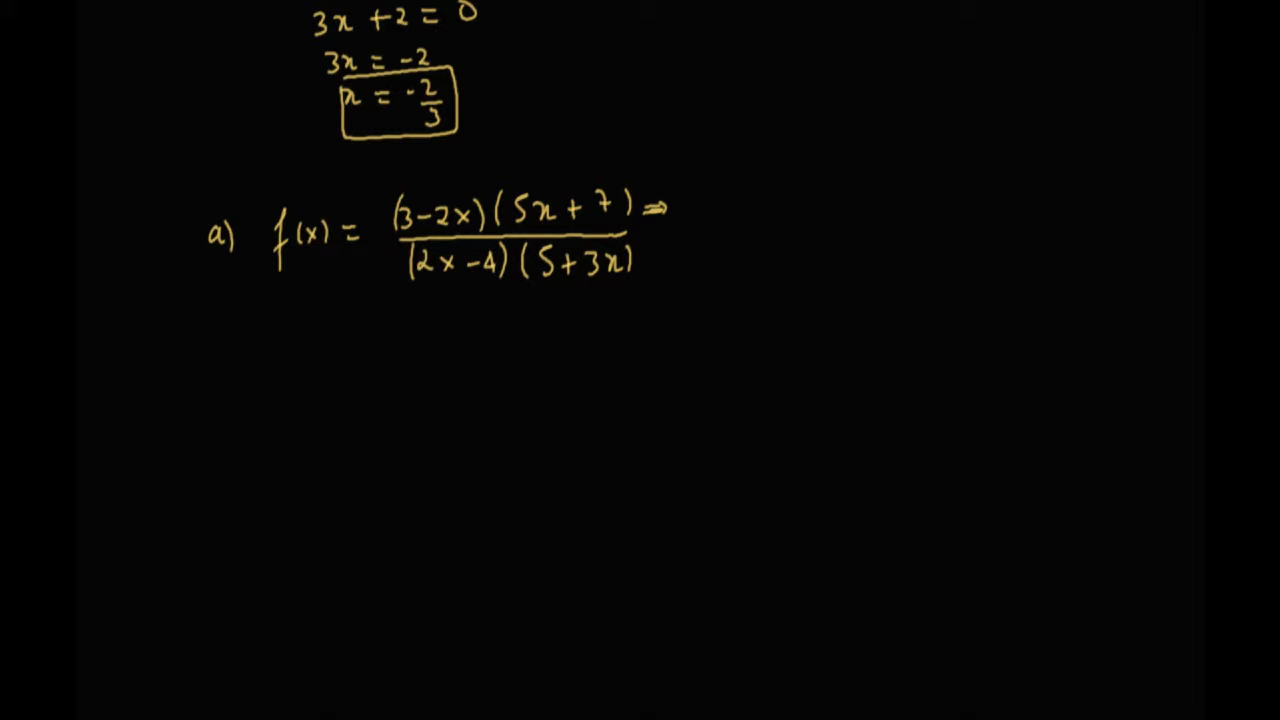 3x + 2 = 0
3x = -2
x = -2/3
a) f(x) = (3-2x)(5x+7) ⇒
(2x-4)(5+3x)